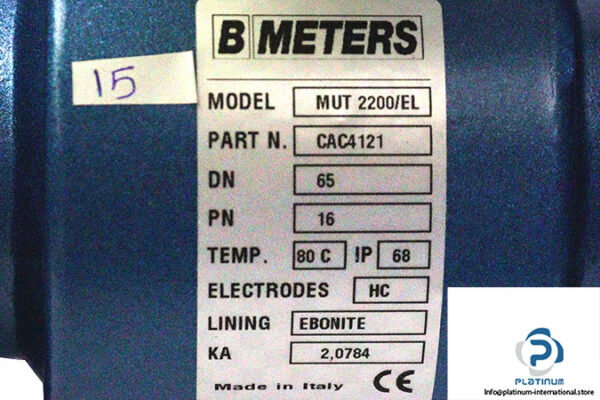 B METERS
15
MODEL MUT 2200/EL
PART N. CAC4121
DN 65
PN 16
TEMP. 80 C IP 68
ELECTRODES HC
LINING EBONITE
KA 2,0784
Made in Italy CE
PLATINUM
Info@platinum-international.store